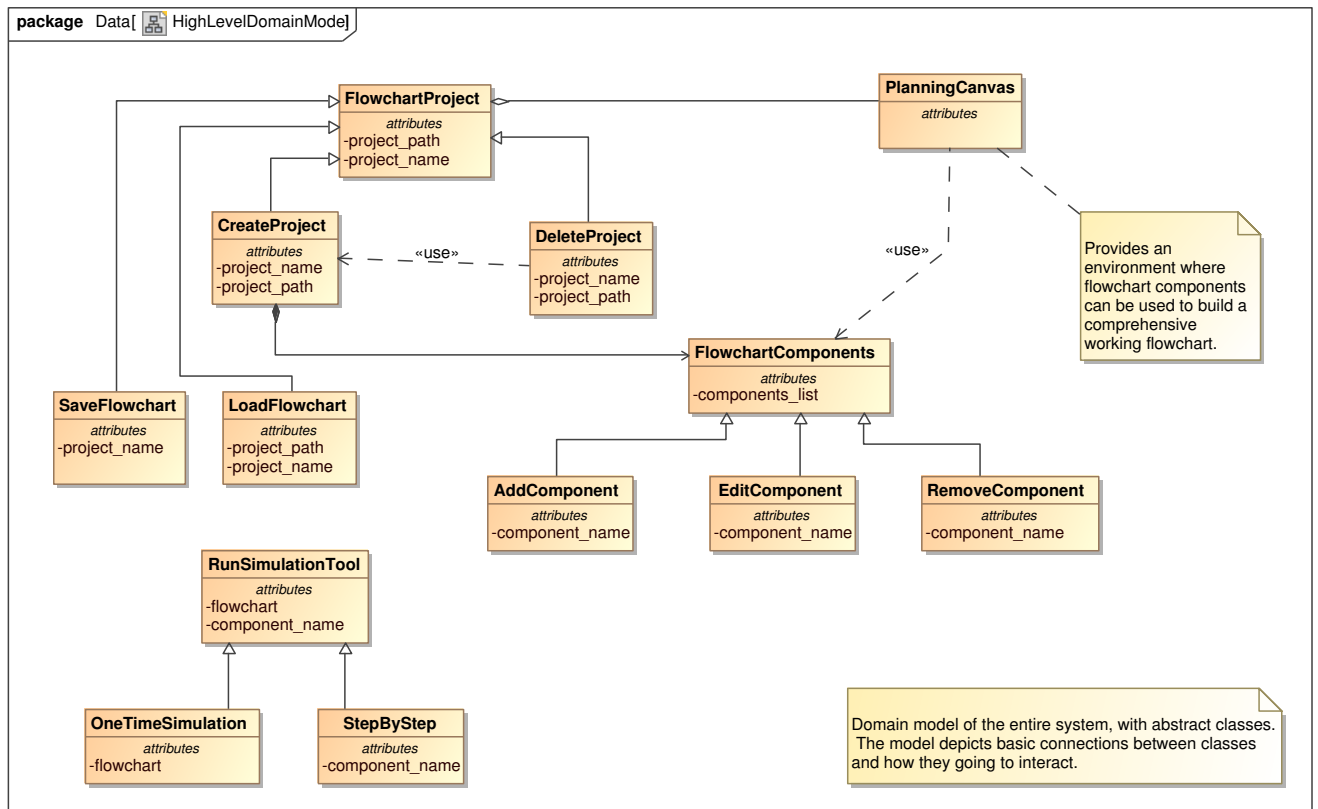 package Data[ HighLevelDomainMode]
FlowchartProject
attributes
-project_path
-project_name
PlanningCanvas
attributes
CreateProject
attributes
-project_name
-project_path
«use»
DeleteProject
attributes
-project_name
-project_path
«use»
Provides an
environment where
flowchart components
can be used to build a
comprehensive
working flowchart.
FlowchartComponents
attributes
-components_list
SaveFlowchart
attributes
-project_name
LoadFlowchart
attributes
-project_path
-project_name
AddComponent
attributes
-component_name
EditComponent
attributes
-component_name
RemoveComponent
attributes
-component_name
RunSimulationTool
attributes
-flowchart
-component_name
OneTimeSimulation
attributes
-flowchart
StepByStep
attributes
-component_name
Domain model of the entire system, with abstract classes.
The model depicts basic connections between classes
and how they going to interact.